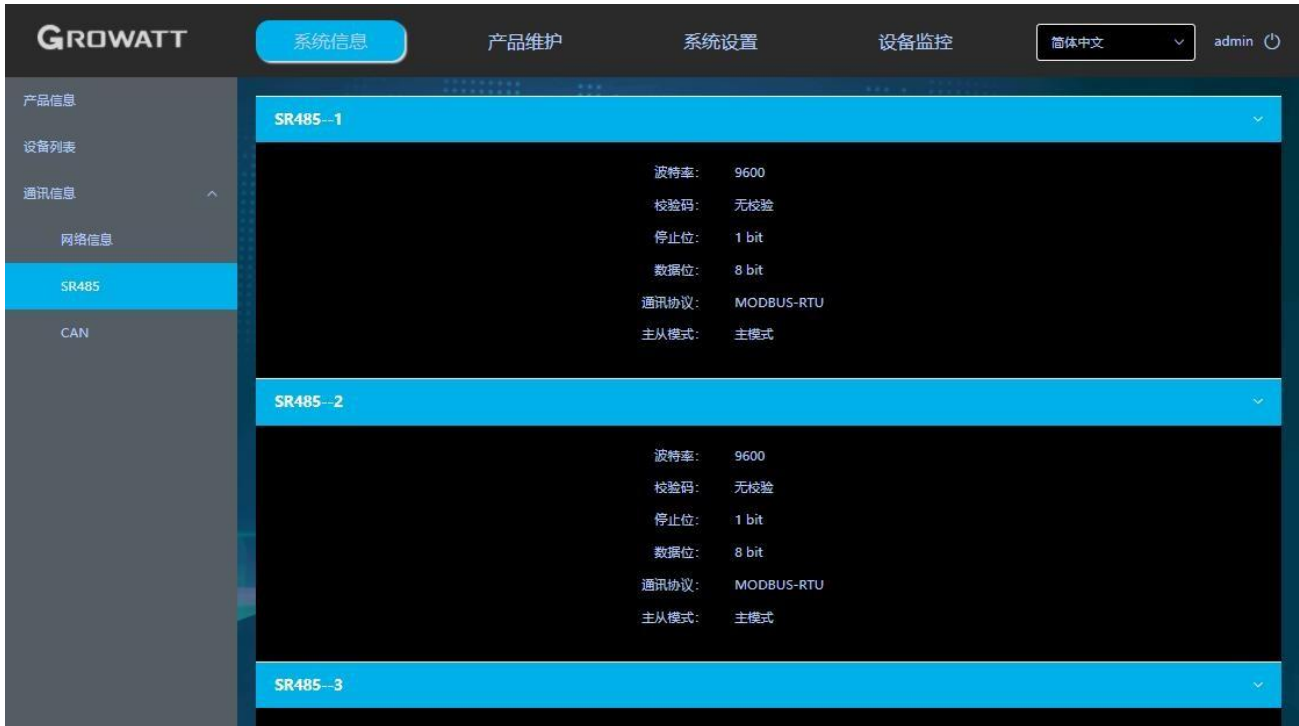 GROWATT
系统信息
产品维护
系统设置
设备监控
简体中文
admin
产品信息
设备列表
通讯信息
网络信息
SR485
CAN
SR485--1
波特率: 9600
校验码: 无校验
停止位: 1 bit
数据位: 8 bit
通讯协议: MODBUS-RTU
主从模式: 主模式
SR485--2
波特率: 9600
校验码: 无校验
停止位: 1 bit
数据位: 8 bit
通讯协议: MODBUS-RTU
主从模式: 主模式
SR485--3